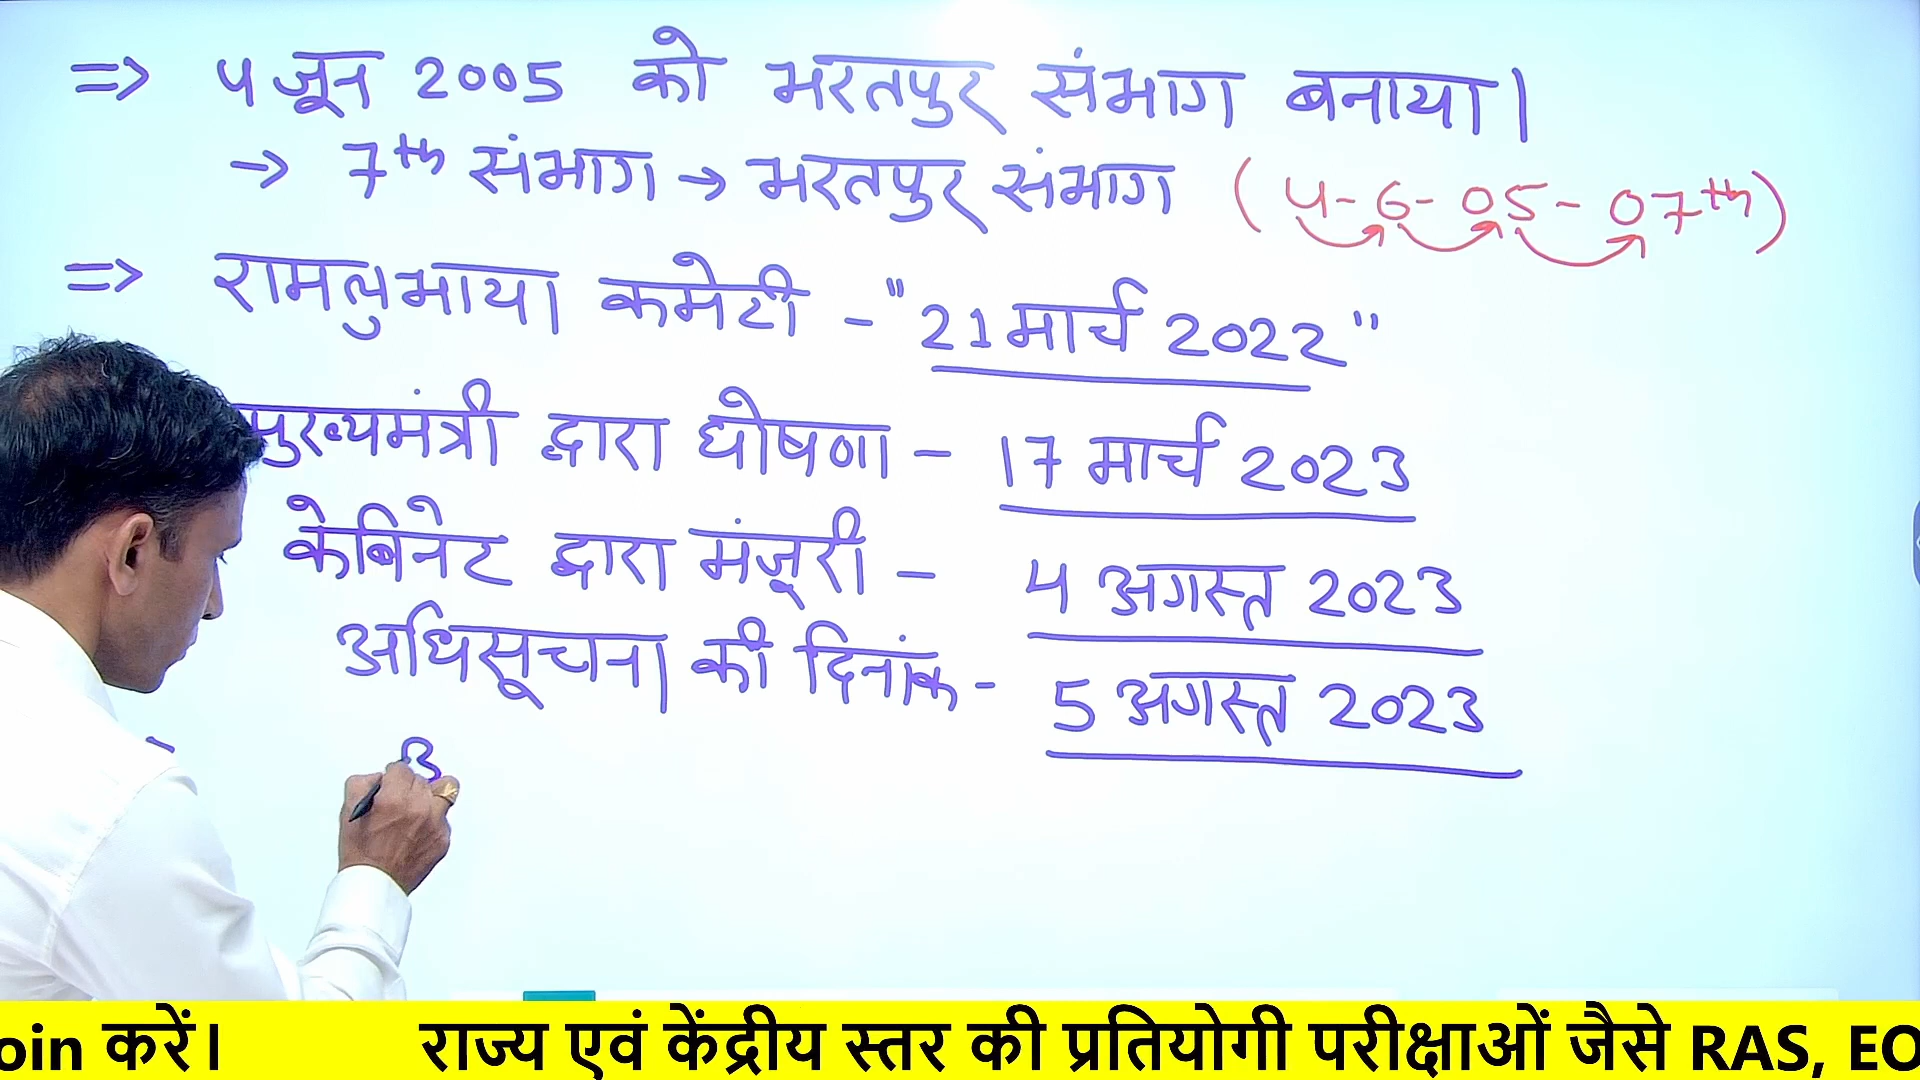 => 4 जून 2005 को भरतपुर संभाग बनाया।
→ 7th संभाग → भरतपुर संभाग (4-6-05-07th)
=> रामलुभाया कमेटी - "21 मार्च 2022"
मुख्यमंत्री द्वारा घोषणा - 17 मार्च 2023
केबिनेट द्वारा मंजूरी - 4 अगस्त 2023
अधिसूचना की दिनांक - 5 अगस्त 2023
oin करें। राज्य एवं केंद्रीय स्तर की प्रतियोगी परीक्षाओं जैसे RAS, EO